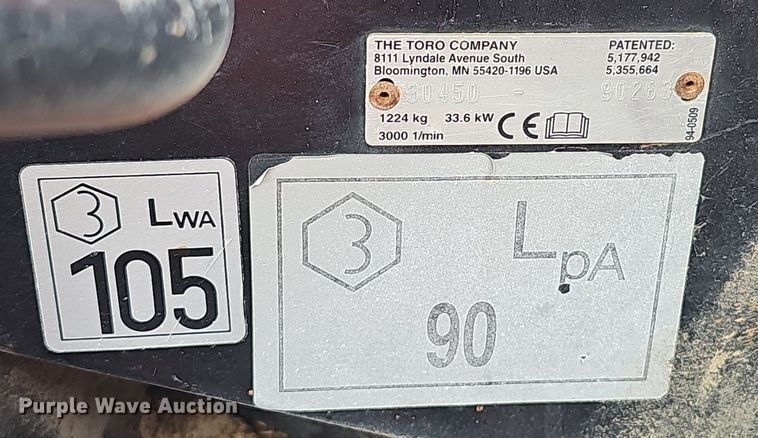 THE TORO COMPANY
8111 Lyndale Avenue South
Bloomington, MN 55420-1196 USA
PATENTED:
5,177,942
5,355,664
30450 - 90263
1224 kg 33.6 kW
3000 1/min
CE
94-0509
3 LWA
105
3 LpA
90
Purple Wave Auction